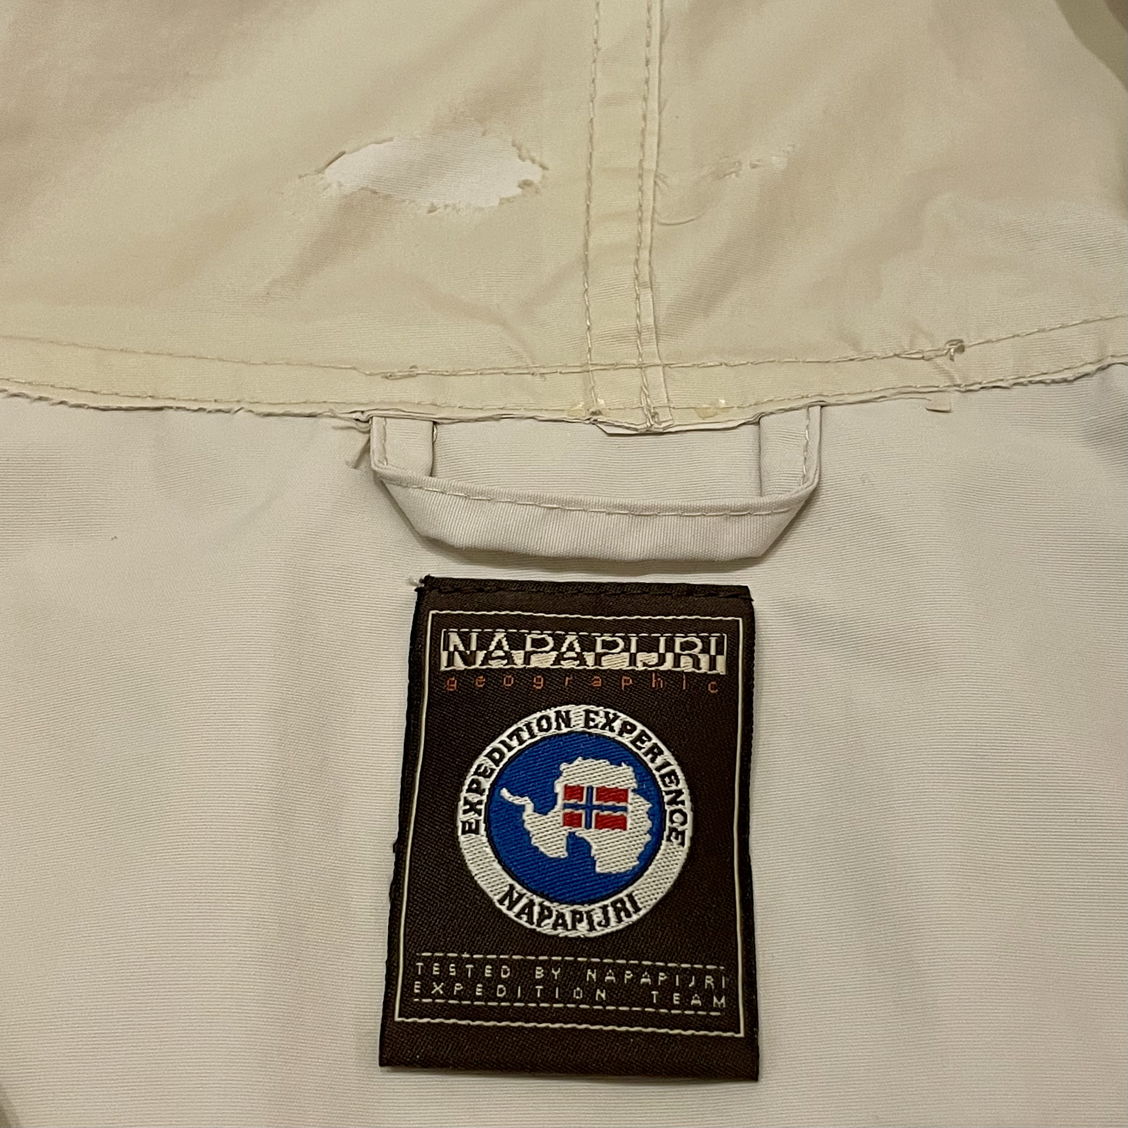 NAPAPIJRI
geographic
EXPEDITION EXPERIENCE
NAPAPIJRI
TESTED BY NAPAPIJRI
EXPEDITION TEAM